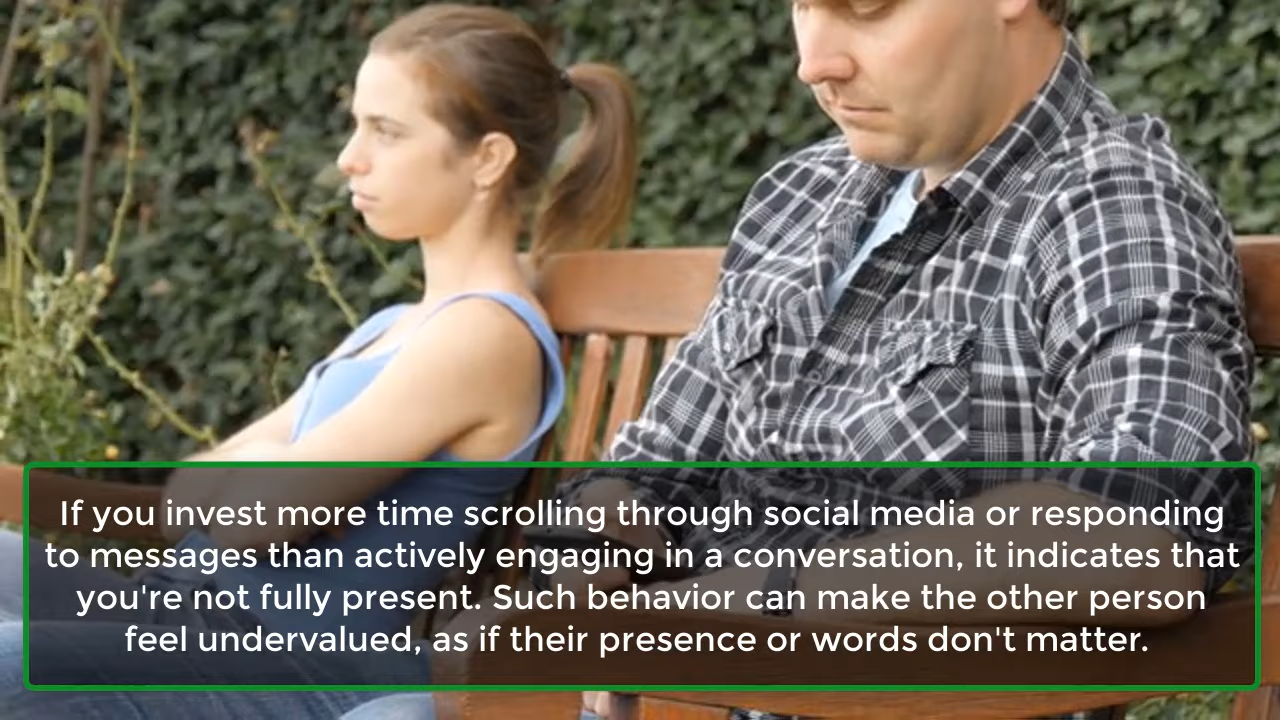 If you invest more time scrolling through social media or responding
to messages than actively engaging in a conversation, it indicates that
you're not fully present. Such behavior can make the other person
feel undervalued, as if their presence or words don't matter.